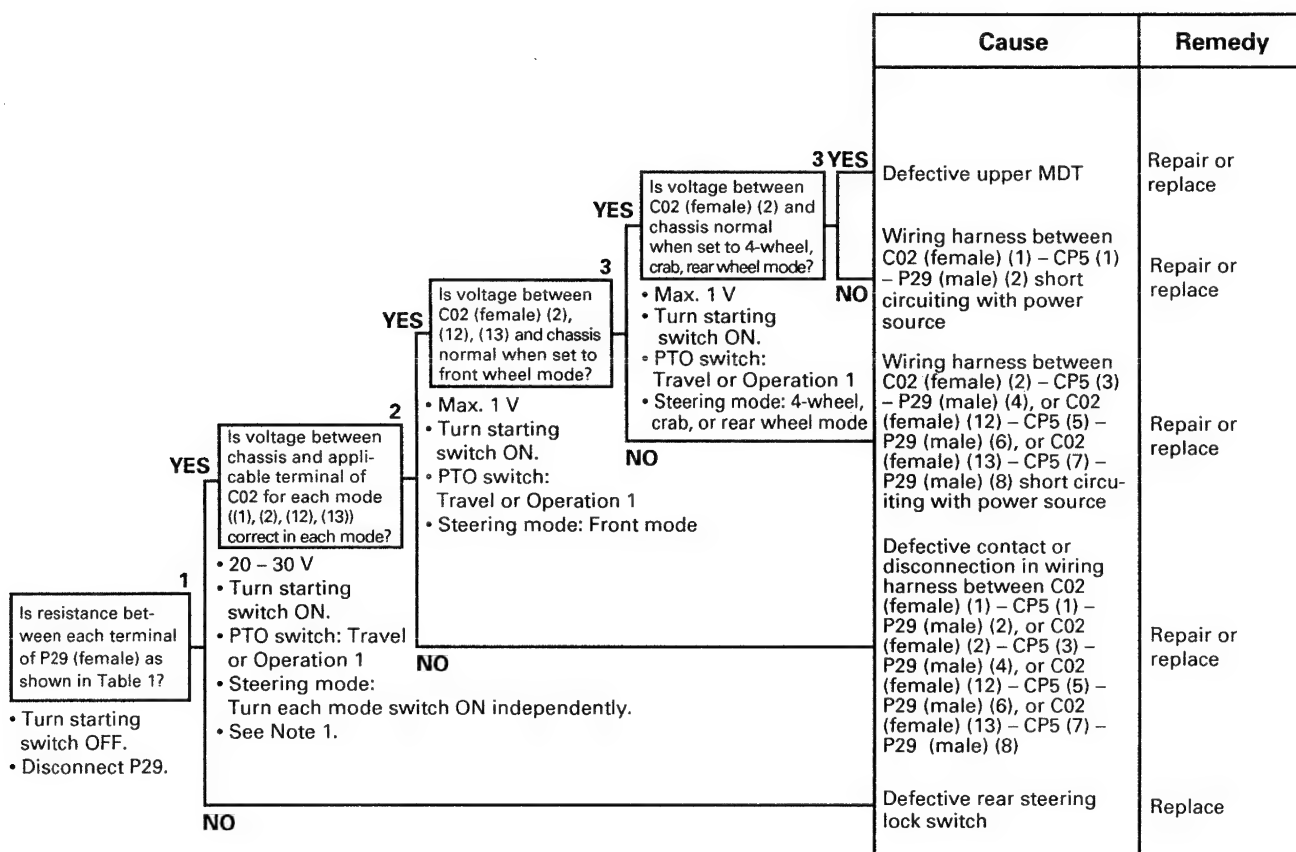 Cause
Remedy
3 YES
Defective upper MDT
Repair or
replace
Is voltage between
C02 (female) (2) and
chassis normal
when set to 4-wheel,
crab, rear wheel mode?
YES
NO
Wiring harness between
C02 (female) (1) – CP5 (1)
– P29 (male) (2) short
circuiting with power
source
Repair or
replace
• Max. 1 V
• Turn starting
switch ON.
• PTO switch:
Travel or Operation 1
• Steering mode: 4-wheel,
crab, or rear wheel mode
3
Is voltage between
C02 (female) (2),
(12), (13) and chassis
normal when set to
front wheel mode?
YES
NO
Wiring harness between
C02 (female) (2) – CP5 (3)
– P29 (male) (4), or C02
(female) (12) – CP5 (5) –
P29 (male) (6), or C02
(female) (13) – CP5 (7) –
P29 (male) (8) short circu-
iting with power source
Repair or
replace
• Max. 1 V
• Turn starting
switch ON.
• PTO switch:
Travel or Operation 1
• Steering mode: Front mode
2
Is voltage between
chassis and appli-
cable terminal of
C02 for each mode
((1), (2), (12), (13))
correct in each mode?
YES
NO
Defective contact or
disconnection in wiring
harness between C02
(female) (1) – CP5 (1) –
P29 (male) (2), or C02
(female) (2) – CP5 (3) –
P29 (male) (4), or C02
(female) (12) – CP5 (5) –
P29 (male) (6), or C02
(female) (13) – CP5 (7) –
P29 (male) (8)
Repair or
replace
• 20 – 30 V
• Turn starting
switch ON.
• PTO switch: Travel
or Operation 1
• Steering mode:
Turn each mode switch ON independently.
• See Note 1.
1
Is resistance bet-
ween each terminal
of P29 (female) as
shown in Table 1?
• Turn starting
switch OFF.
• Disconnect P29.
NO
Defective rear steering
lock switch
Replace